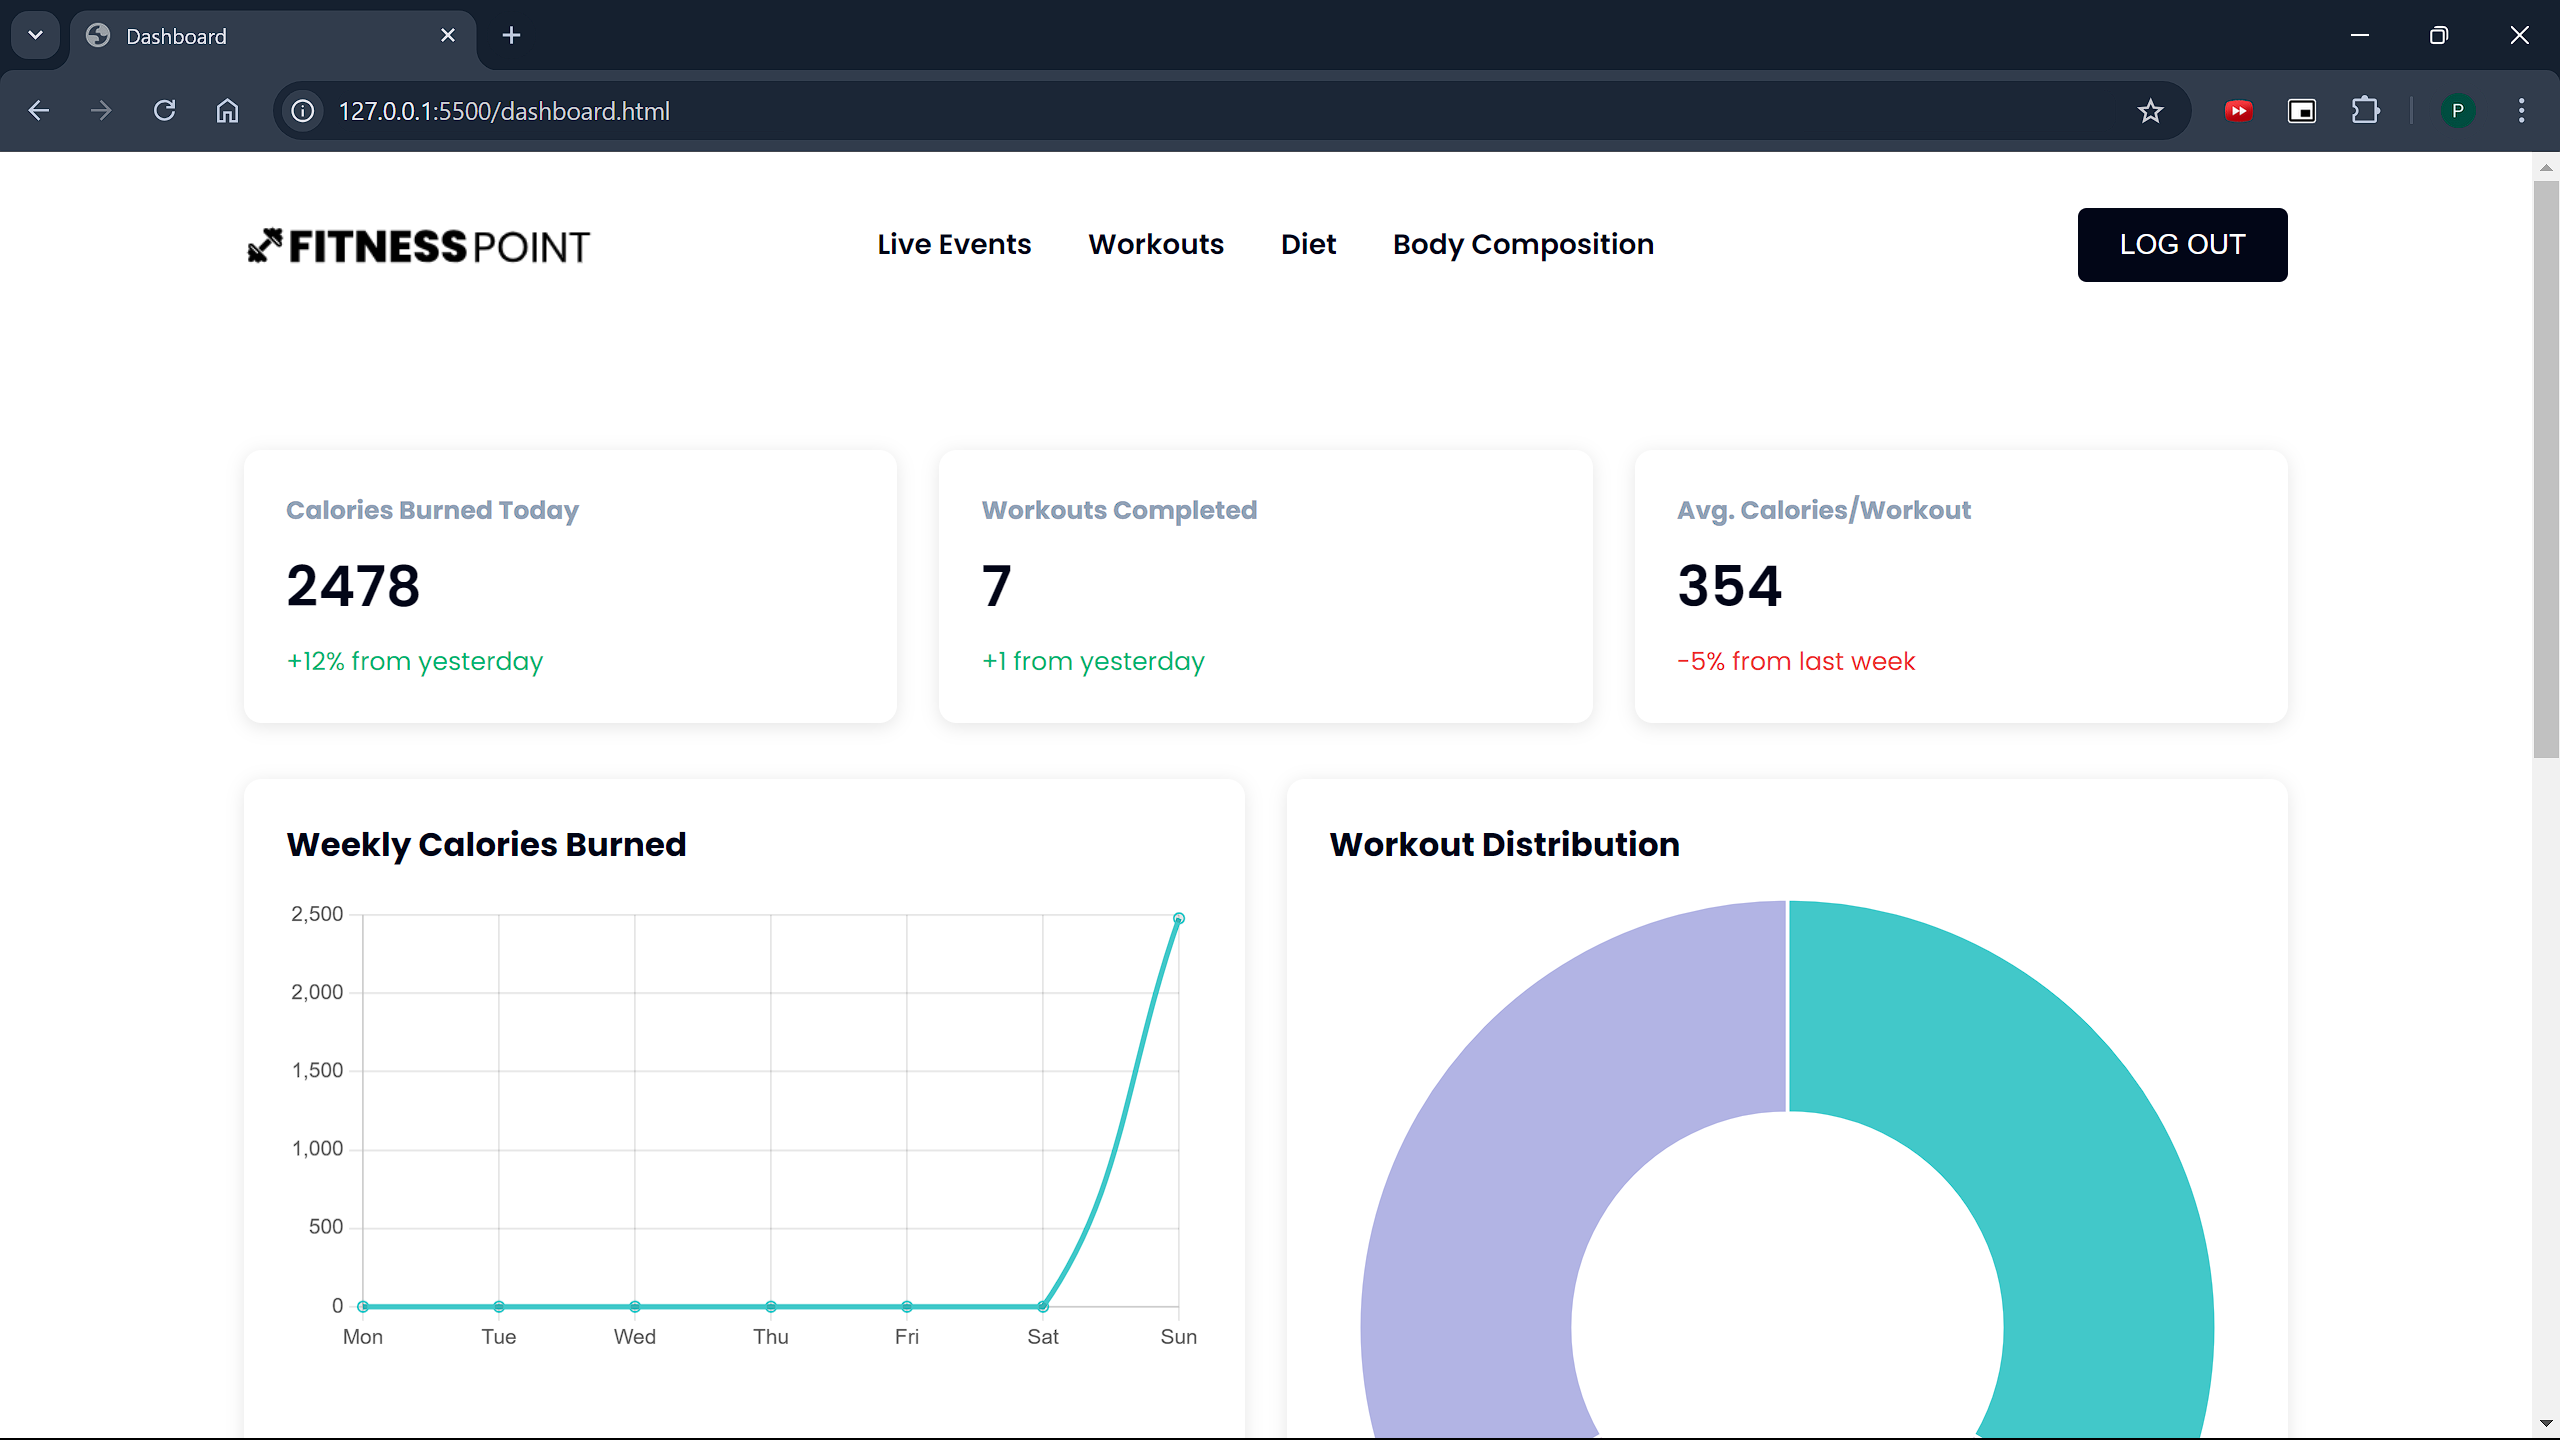 Dashboard
127.0.0.1:5500/dashboard.html
P
FITNESS POINT
Live Events Workouts Diet Body Composition
LOG OUT
Calories Burned Today
2478
+12% from yesterday
Workouts Completed
7
+1 from yesterday
Avg. Calories/Workout
354
-5% from last week
Weekly Calories Burned
2,500
2,000
1,500
1,000
500
0
Mon Tue Wed Thu Fri Sat Sun
Workout Distribution